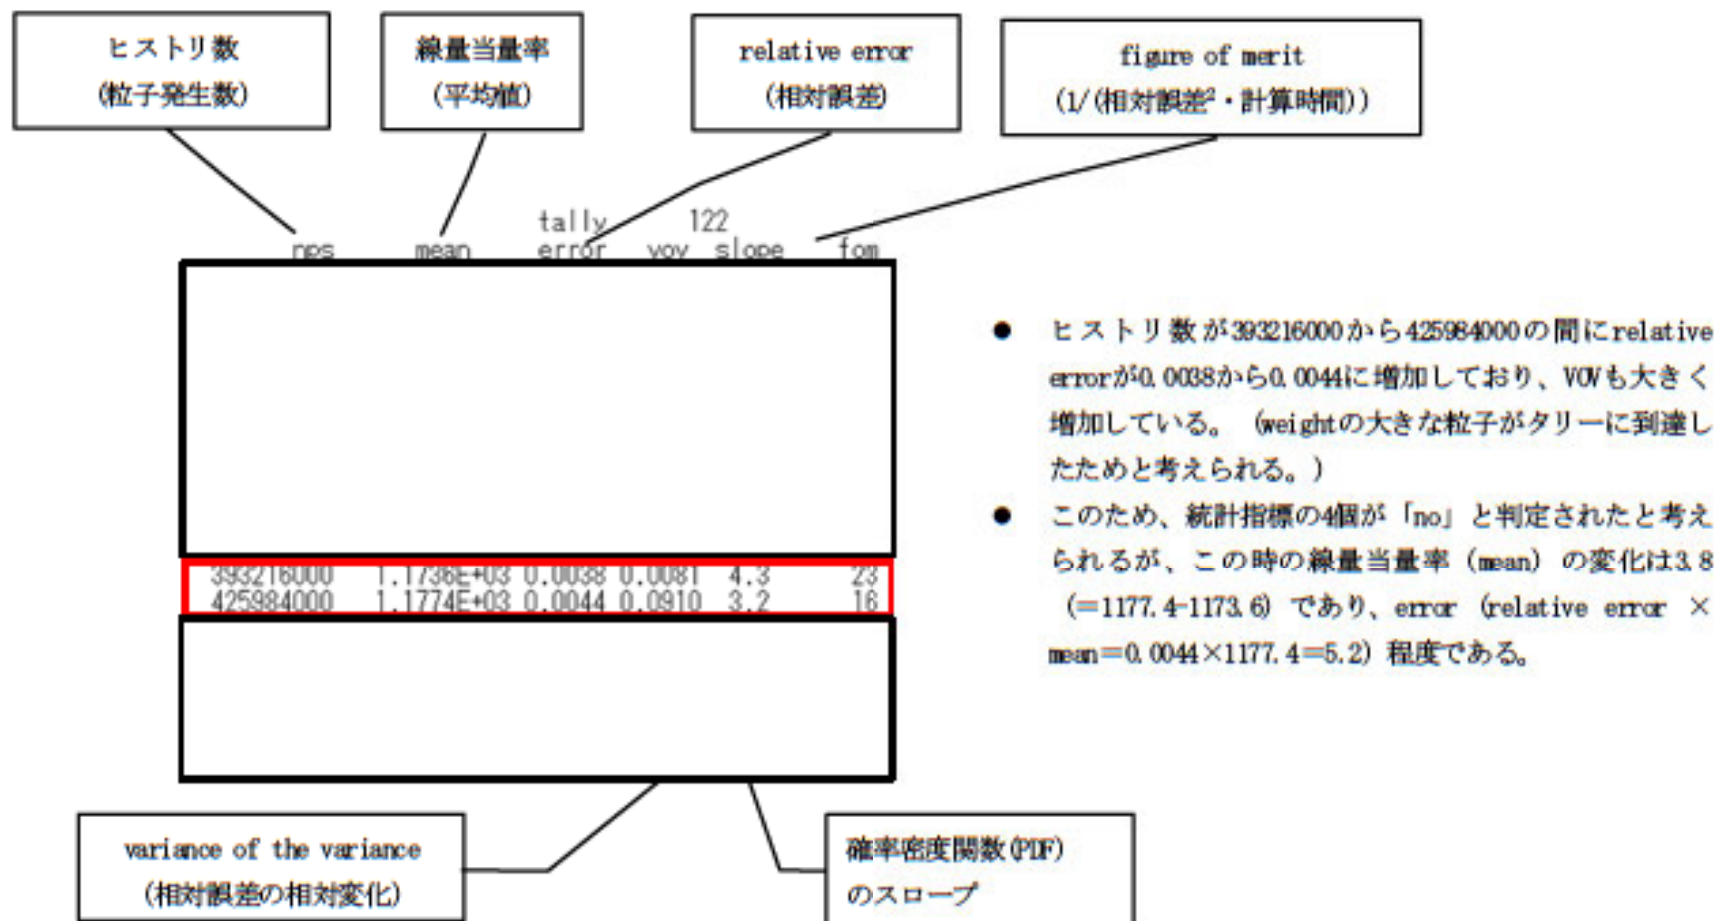 ヒストリ数
(粒子発生数)
線量当量率
(平均値)
relative error
(相対誤差)
figure of merit
(1/(相対誤差²・計算時間))
tally 122
nps mean error vov slope fom
393216000 1.1736E+03 0.0038 0.0081 4.3 23
425984000 1.1774E+03 0.0044 0.0910 3.2 16
● ヒストリ数が393216000から425984000の間にrelative
errorが0.0038から0.0044に増加しており、VOVも大きく
増加している。 (weightの大きな粒子がタリーに到達し
たためと考えられる。)
● このため、統計指標の4個が「no」と判定されたと考え
られるが、この時の線量当量率 (mean) の変化は3.8
(=1177.4-1173.6) であり、error (relative error ×
mean=0.0044×1177.4=5.2) 程度である。
variance of the variance
(相対誤差の相対変化)
確率密度関数(PDF)
のスロープ